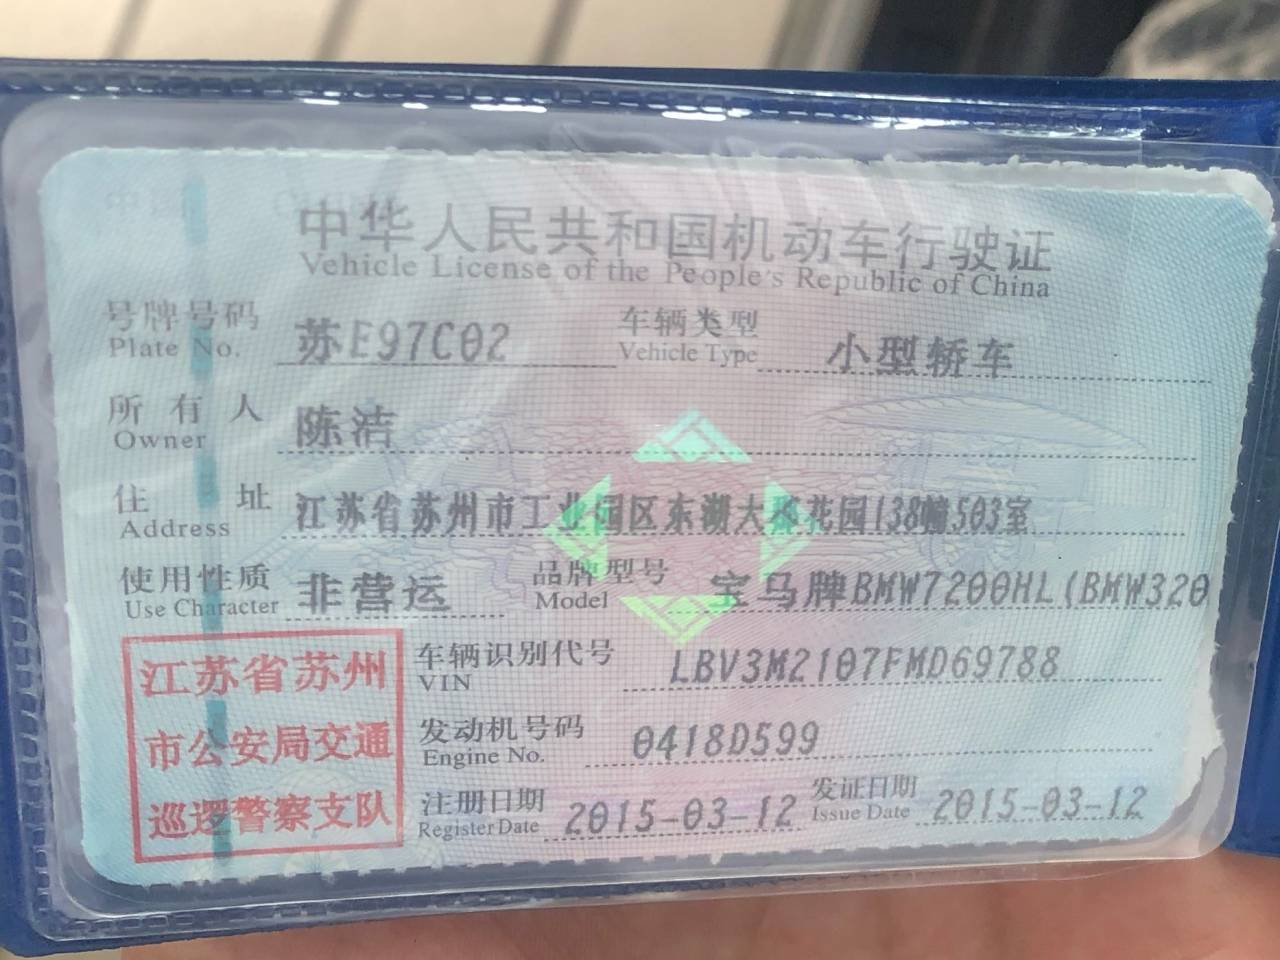 中华人民共和国机动车行驶证
Vehicle License of the People's Republic of China
号牌号码 苏E97C02 车辆类型 小型轿车
Plate No. Vehicle Type
所有人 陈洁
Owner
住址 江苏省苏州市工业园区东湖大郡花园138幢503室
Address
使用性质 非营运 品牌型号 宝马牌BMW7200HL(BMW320
Use Character Model
江苏省苏州
市公安局交通
巡逻警察支队
车辆识别代号 LBV3M2107FMD69788
VIN
发动机号码 0418D599
Engine No.
注册日期 2015-03-12 发证日期 2015-03-12
Register Date Issue Date